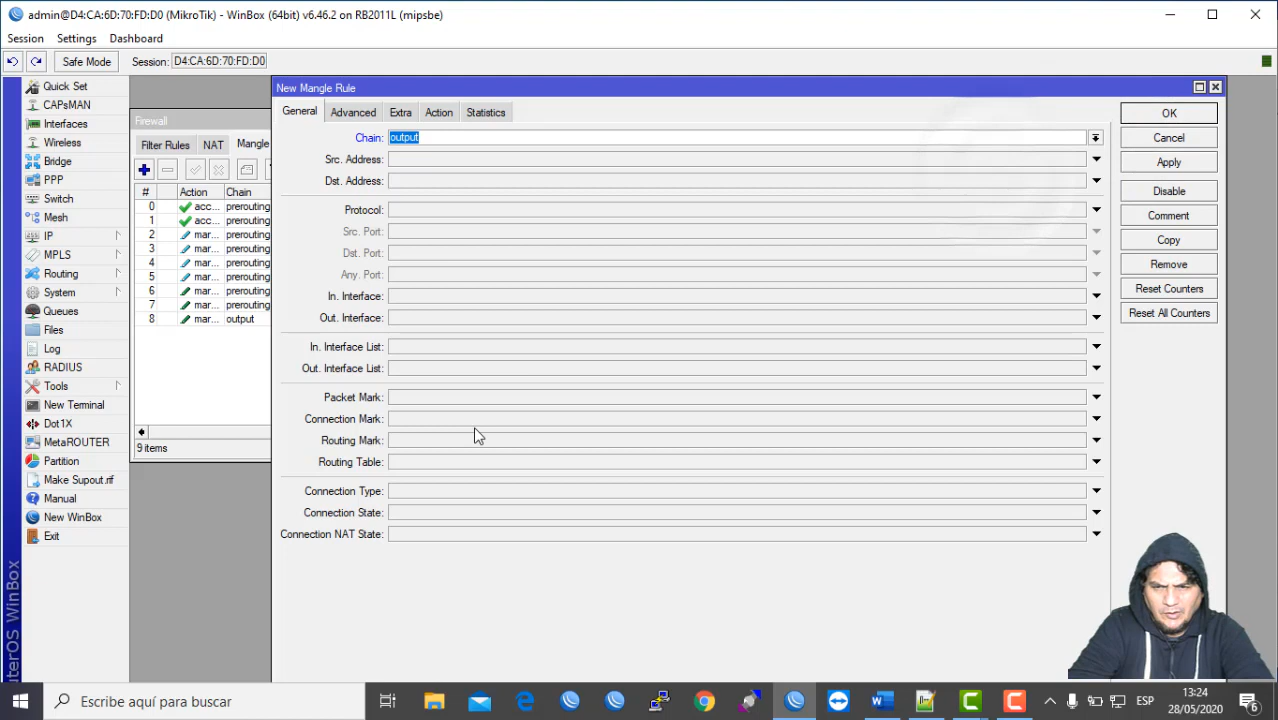 admin@D4:CA:6D:70:FD:D0 (MikroTik) - WinBox (64bit) v6.46.2 on RB2011L (mipsbe)
Session Settings Dashboard
Safe Mode Session: D4:CA:6D:70:FD:D0
Quick Set
CAPsMAN
Interfaces
Wireless
Bridge
PPP
Switch
Mesh
IP
MPLS
Routing
System
Queues
Files
Log
RADIUS
Tools
New Terminal
Dot1X
MetaROUTER
Partition
Make Supout.rif
Manual
New WinBox
Exit
uterOS WinBox
Firewall
Filter Rules NAT Mangle
# Action Chain
0 acc... prerouting
1 acc... prerouting
2 mar... prerouting
3 mar... prerouting
4 mar... prerouting
5 mar... prerouting
6 mar... prerouting
7 mar... prerouting
8 mar... output
9 items
New Mangle Rule
General Advanced Extra Action Statistics
Chain: output
Src. Address:
Dst. Address:
Protocol:
Src. Port:
Dst. Port:
Any. Port:
In. Interface:
Out. Interface:
In. Interface List:
Out. Interface List:
Packet Mark:
Connection Mark:
Routing Mark:
Routing Table:
Connection Type:
Connection State:
Connection NAT State:
OK
Cancel
Apply
Disable
Comment
Copy
Remove
Reset Counters
Reset All Counters
Escribe aquí para buscar
ESP
13:24
28/05/2020
6